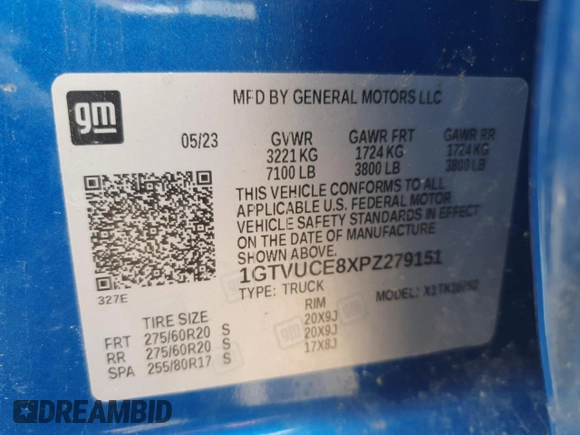 gm
MFD BY GENERAL MOTORS LLC
05/23 GVWR GAWR FRT GAWR RR
3221 KG 1724 KG 1724 KG
7100 LB 3800 LB 3800 LB
THIS VEHICLE CONFORMS TO ALL
APPLICABLE U.S. FEDERAL MOTOR
VEHICLE SAFETY STANDARDS IN EFFECT
ON THE DATE OF MANUFACTURE
SHOWN ABOVE.
1GTVUCE8XPZ279151
327E TYPE: TRUCK MODEL:
TIRE SIZE RIM
FRT 275/60R20 S 20X9J
RR 275/60R20 S 20X9J
SPA 255/80R17 S 17X8J
DREAMBID